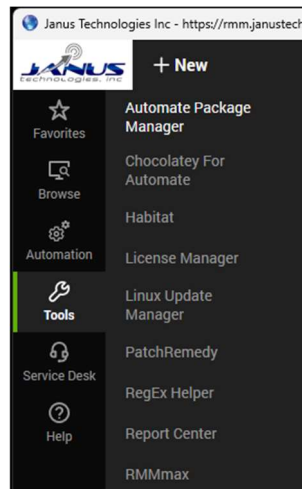 Janus Technologies Inc - https://rmm.janustech
JANUS
technologies, inc
+ New
Favorites
Browse
Automation
Tools
Service Desk
Help
Automate Package
Manager
Chocolatey For
Automate
Habitat
License Manager
Linux Update
Manager
PatchRemedy
RegEx Helper
Report Center
RMMmax